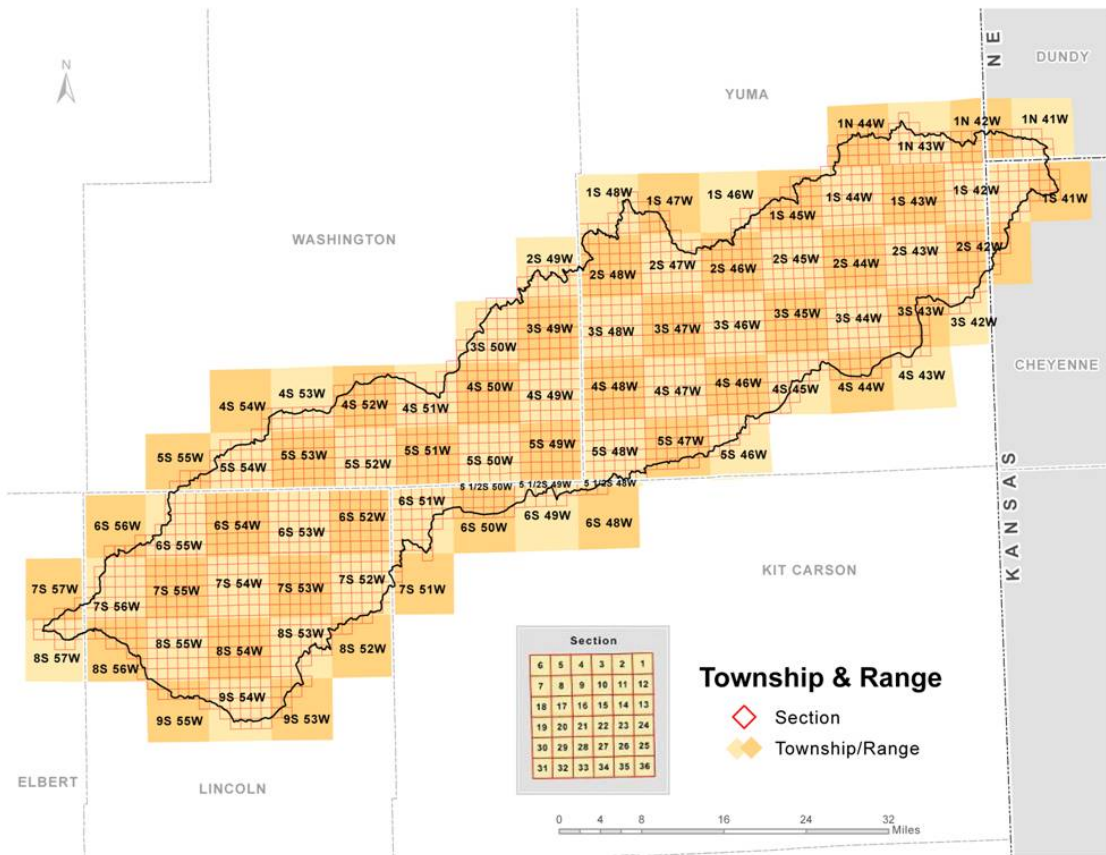 N
NE
DUNDY
YUMA
1N 44W
1N 43W
1N 42W
1N 41W
1S 48W
1S 47W
1S 46W
1S 45W
1S 44W
1S 43W
1S 42W
1S 41W
WASHINGTON
2S 49W
2S 48W
2S 47W
2S 46W
2S 45W
2S 44W
2S 43W
2S 42W
3S 50W
3S 49W
3S 48W
3S 47W
3S 46W
3S 45W
3S 44W
3S 43W
3S 42W
CHEYENNE
4S 54W
4S 53W
4S 52W
4S 51W
4S 50W
4S 49W
4S 48W
4S 47W
4S 46W
4S 45W
4S 44W
4S 43W
5S 55W
5S 54W
5S 53W
5S 52W
5S 51W
5S 50W
5S 49W
5S 48W
5S 47W
5S 46W
5 1/2S 50W
5 1/2S 49W
5 1/2S 48W
KANSAS
6S 56W
6S 55W
6S 54W
6S 53W
6S 52W
6S 51W
6S 50W
6S 49W
6S 48W
7S 57W
7S 56W
7S 55W
7S 54W
7S 53W
7S 52W
7S 51W
KIT CARSON
8S 57W
8S 56W
8S 55W
8S 54W
8S 53W
8S 52W
9S 55W
9S 54W
9S 53W
ELBERT
LINCOLN
Section
6 5 4 3 2 1
7 8 9 10 11 12
18 17 16 15 14 13
19 20 21 22 23 24
30 29 28 27 26 25
31 32 33 34 35 36
Township & Range
Section
Township/Range
0 4 8 16 24 32
Miles